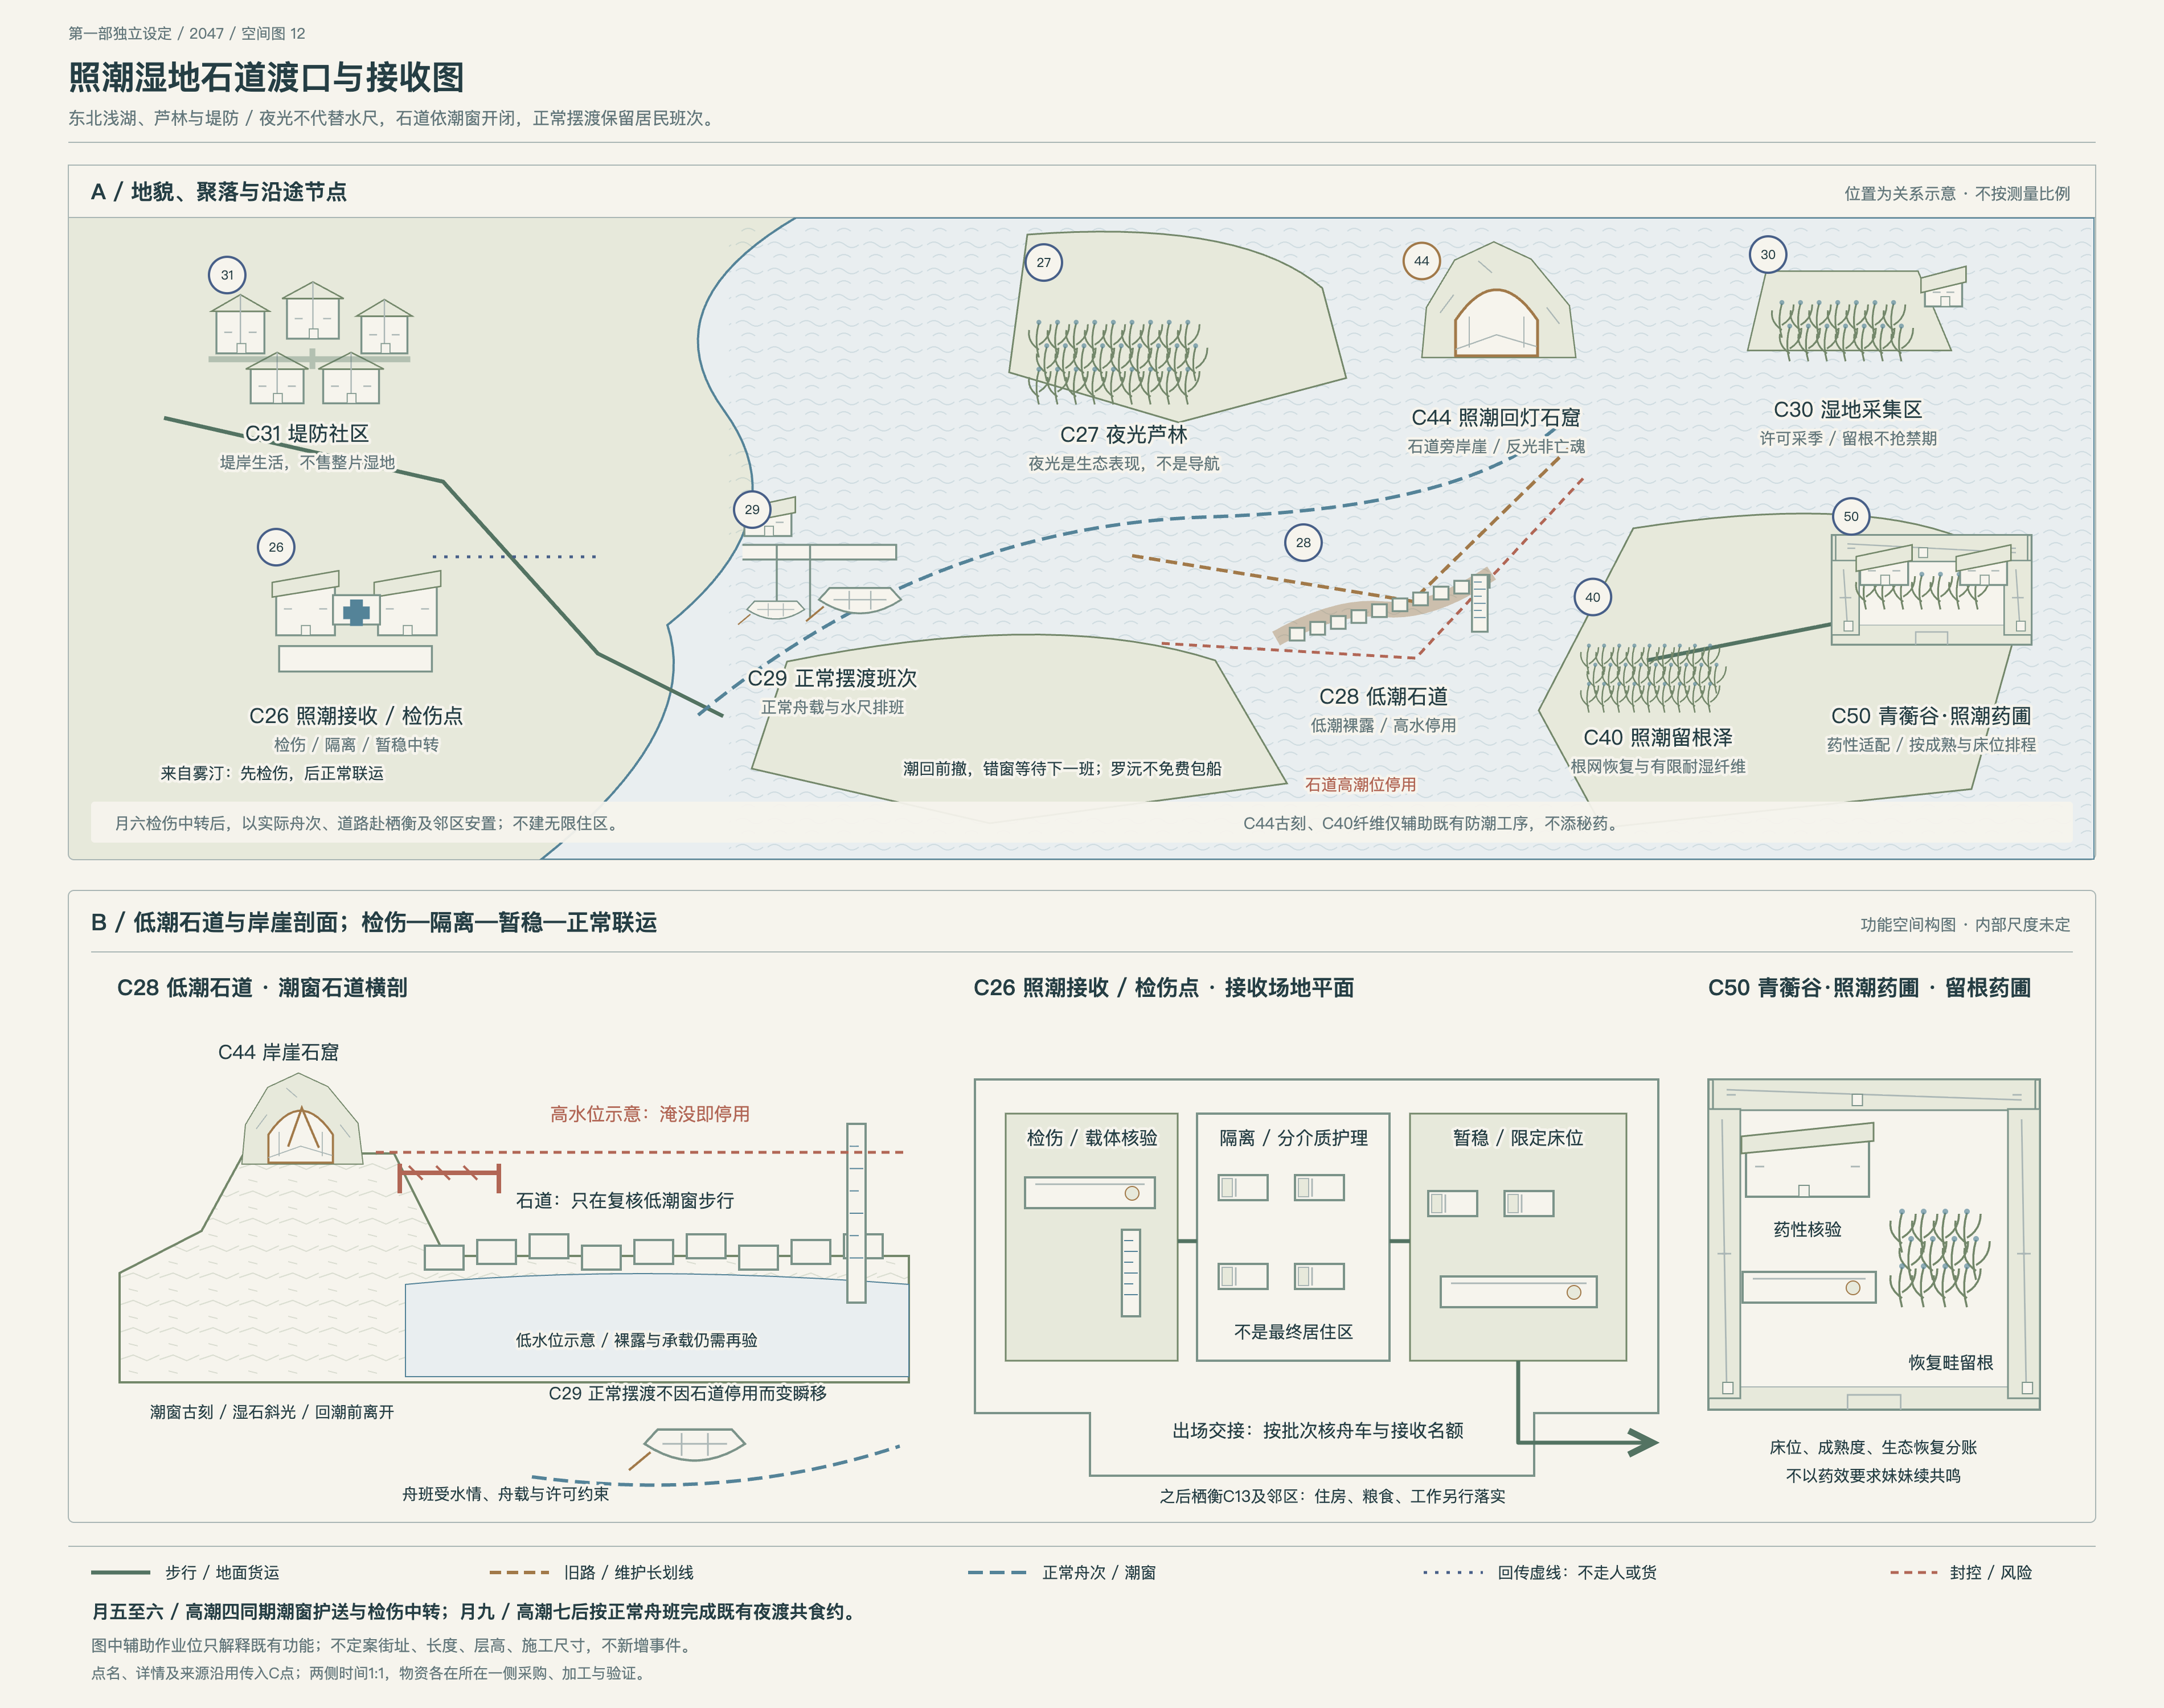 第一部独立设定 / 2047 / 空间图 12
照潮湿地石道渡口与接收图
东北浅湖、芦林与堤防 / 夜光不代替水尺，石道依潮窗开闭，正常摆渡保留居民班次。
A / 地貌、聚落与沿途节点
位置为关系示意 · 不按测量比例
31
C31 堤防社区
堤岸生活，不售整片湿地
27
C27 夜光芦林
夜光是生态表现，不是导航
44
C44 照潮回灯石窟
石道旁岸崖 / 反光非亡魂
30
C30 湿地采集区
许可采季 / 留根不抢禁期
26
C26 照潮接收 / 检伤点
检伤 / 隔离 / 暂稳中转
来自雾汀：先检伤，后正常联运
29
C29 正常摆渡班次
正常舟载与水尺排班
28
C28 低潮石道
低潮裸露 / 高水停用
40
C40 照潮留根泽
根网恢复与有限耐湿纤维
50
C50 青蘅谷·照潮药圃
药性适配 / 按成熟与床位排程
潮回前撤，错窗等待下一班；罗沅不免费包船
石道高潮位停用
月六检伤中转后，以实际舟次、道路赴栖衡及邻区安置；不建无限住区。
C44古刻、C40纤维仅辅助既有防潮工序，不添秘药。
B / 低潮石道与岸崖剖面；检伤—隔离—暂稳—正常联运
功能空间构图 · 内部尺度未定
C28 低潮石道 · 潮窗石道横剖
C44 岸崖石窟
高水位示意：淹没即停用
石道：只在复核低潮窗步行
低水位示意 / 裸露与承载仍需再验
C29 正常摆渡不因石道停用而变瞬移
潮窗古刻 / 湿石斜光 / 回潮前离开
舟班受水情、舟载与许可约束
C26 照潮接收 / 检伤点 · 接收场地平面
检伤 / 载体核验
隔离 / 分介质护理
暂稳 / 限定床位
不是最终居住区
出场交接：按批次核舟车与接收名额
之后栖衡C13及邻区：住房、粮食、工作另行落实
C50 青蘅谷·照潮药圃 · 留根药圃
药性核验
恢复畦留根
床位、成熟度、生态恢复分账
不以药效要求妹妹续共鸣
步行 / 地面货运
旧路 / 维护长划线
正常舟次 / 潮窗
回传虚线：不走人或货
封控 / 风险
月五至六 / 高潮四同期潮窗护送与检伤中转；月九 / 高潮七后按正常舟班完成既有夜渡共食约。
图中辅助作业位只解释既有功能；不定案街址、长度、层高、施工尺寸，不新增事件。
点名、详情及来源沿用传入C点；两侧时间1:1，物资各在所在一侧采购、加工与验证。